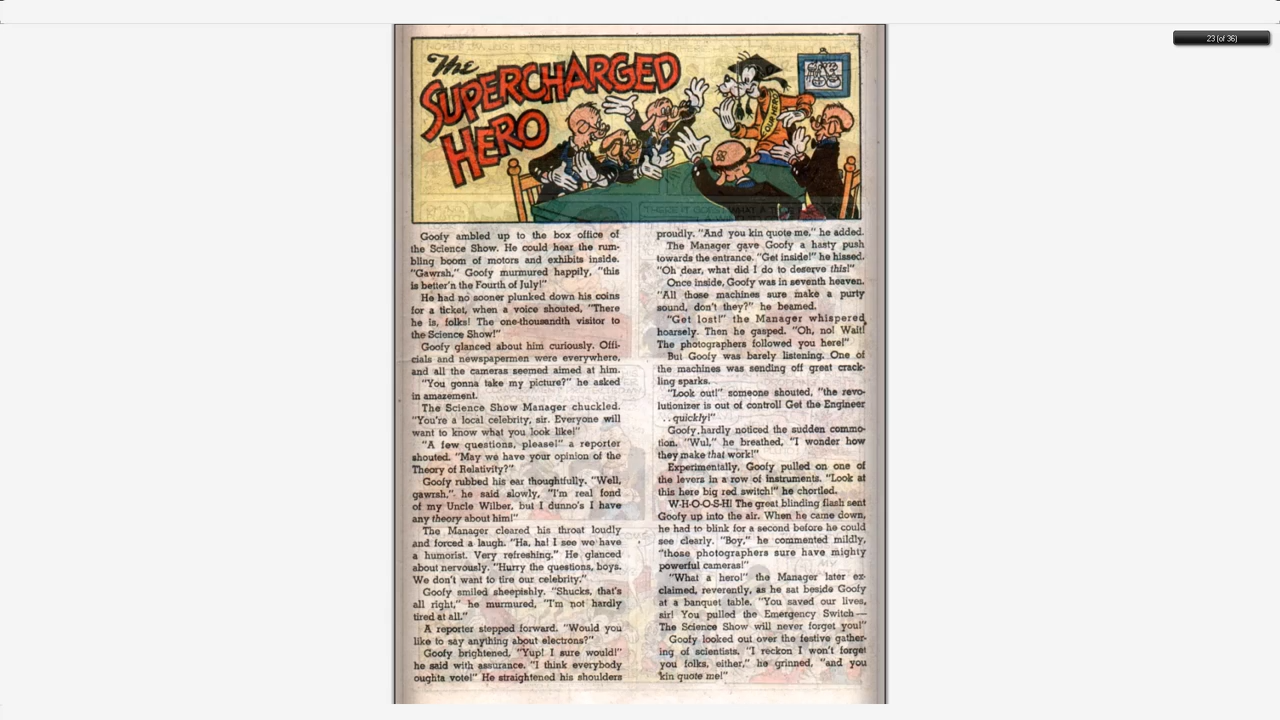 23 (of 36)
The
SUPERCHARGED
HERO
OUR HERO
Goofy ambled up to the box office of
the Science Show. He could hear the rum-
bling boom of motors and exhibits inside.
"Gawrsh," Goofy murmured happily, "this
is better'n the Fourth of July!"
He had no sooner plunked down his coins
for a ticket, when a voice shouted, "There
he is, folks! The one-thousandth visitor to
the Science Show!"
Goofy glanced about him curiously. Offi-
cials and newspapermen were everywhere,
and all the cameras seemed aimed at him.
"You gonna take my picture?" he asked
in amazement.
The Science Show Manager chuckled.
"You're a local celebrity, sir. Everyone will
want to know what you look like!"
"A few questions, please!" a reporter
shouted. "May we have your opinion of the
Theory of Relativity?"
Goofy rubbed his ear thoughtfully. "Well,
gawrsh," he said slowly, "I'm real fond
of my Uncle Wilber, but I dunno's I have
any theory about him!"
The Manager cleared his throat loudly
and forced a laugh. "Ha, ha! I see we have
a humorist. Very refreshing." He glanced
about nervously. "Hurry the questions, boys.
We don't want to tire our celebrity."
Goofy smiled sheepishly. "Shucks, that's
all right," he murmured, "I'm not hardly
tired at all."
A reporter stepped forward. "Would you
like to say anything about electrons?"
Goofy brightened, "Yup! I sure would!"
he said with assurance. "I think everybody
oughta vote!" He straightened his shoulders
proudly. "And you kin quote me," he added.
The Manager gave Goofy a hasty push
towards the entrance. "Get inside!" he hissed.
"Oh dear, what did I do to deserve this!"
Once inside, Goofy was in seventh heaven.
"All those machines sure make a purty
sound, don't they?" he beamed.
"Get lost!" the Manager whispered
hoarsely. Then he gasped. "Oh, no! Wait!
The photographers followed you here!"
But Goofy was barely listening. One of
the machines was sending off great crack-
ling sparks.
"Look out!" someone shouted, "the revo-
lutionizer is out of control! Get the Engineer
. . quickly!"
Goofy hardly noticed the sudden commo-
tion. "Wul," he breathed, "I wonder how
they make that work!"
Experimentally, Goofy pulled on one of
the levers in a row of instruments. "Look at
this here big red switch!" he chortled.
W-H-O-O-S-H! The great blinding flash sent
Goofy up into the air. When he came down,
he had to blink for a second before he could
see clearly. "Boy," he commented mildly,
"those photographers sure have mighty
powerful cameras!"
"What a hero!" the Manager later ex-
claimed, reverently, as he sat beside Goofy
at a banquet table. "You saved our lives,
sir! You pulled the Emergency Switch—
The Science Show will never forget you!"
Goofy looked out over the festive gather-
ing of scientists. "I reckon I won't forget
you folks, either," he grinned, "and you
kin quote me!"